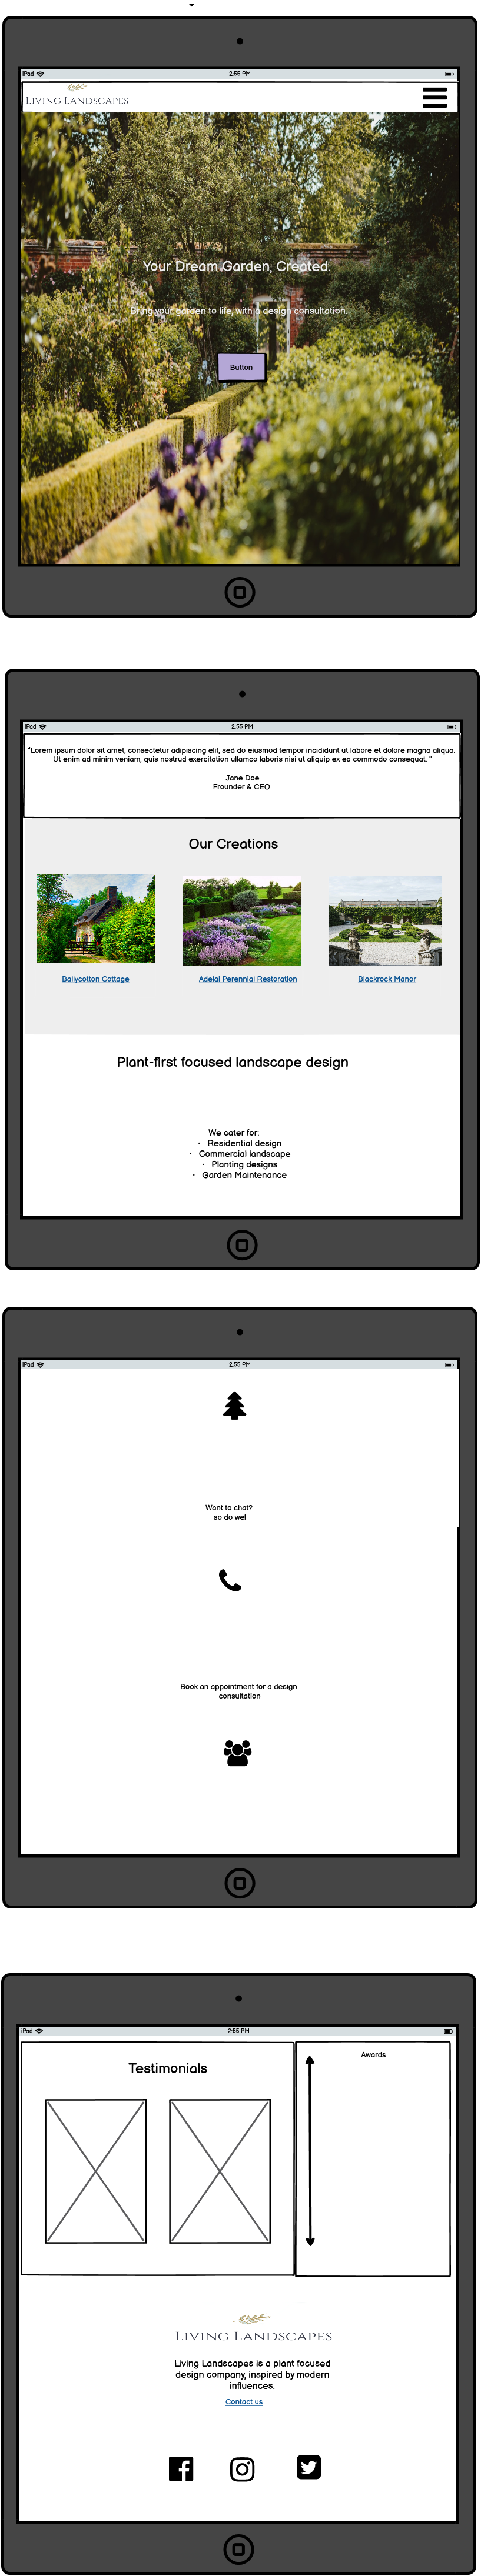 iPad 2:55 PM
LIVING LANDSCAPES
Your Dream Garden, Created.
Bring your garden to life, with a design consultation.
Button
iPad 2:55 PM
“Lorem ipsum dolor sit amet, consectetur adipiscing elit, sed do eiusmod tempor incididunt ut labore et dolore magna aliqua.
Ut enim ad minim veniam, quis nostrud exercitation ullamco laboris nisi ut aliquip ex ea commodo consequat. “
Jane Doe
Frounder & CEO
Our Creations
Ballycotton Cottage
Adelai Perennial Restoration
Blackrock Manor
Plant-first focused landscape design
We cater for:
· Residential design
· Commercial landscape
· Planting designs
· Garden Maintenance
iPad 2:55 PM
Want to chat?
so do we!
Book an appointment for a design
consultation
iPad 2:55 PM
Testimonials
Awards
LIVING LANDSCAPES
Living Landscapes is a plant focused
design company, inspired by modern
influences.
Contact us